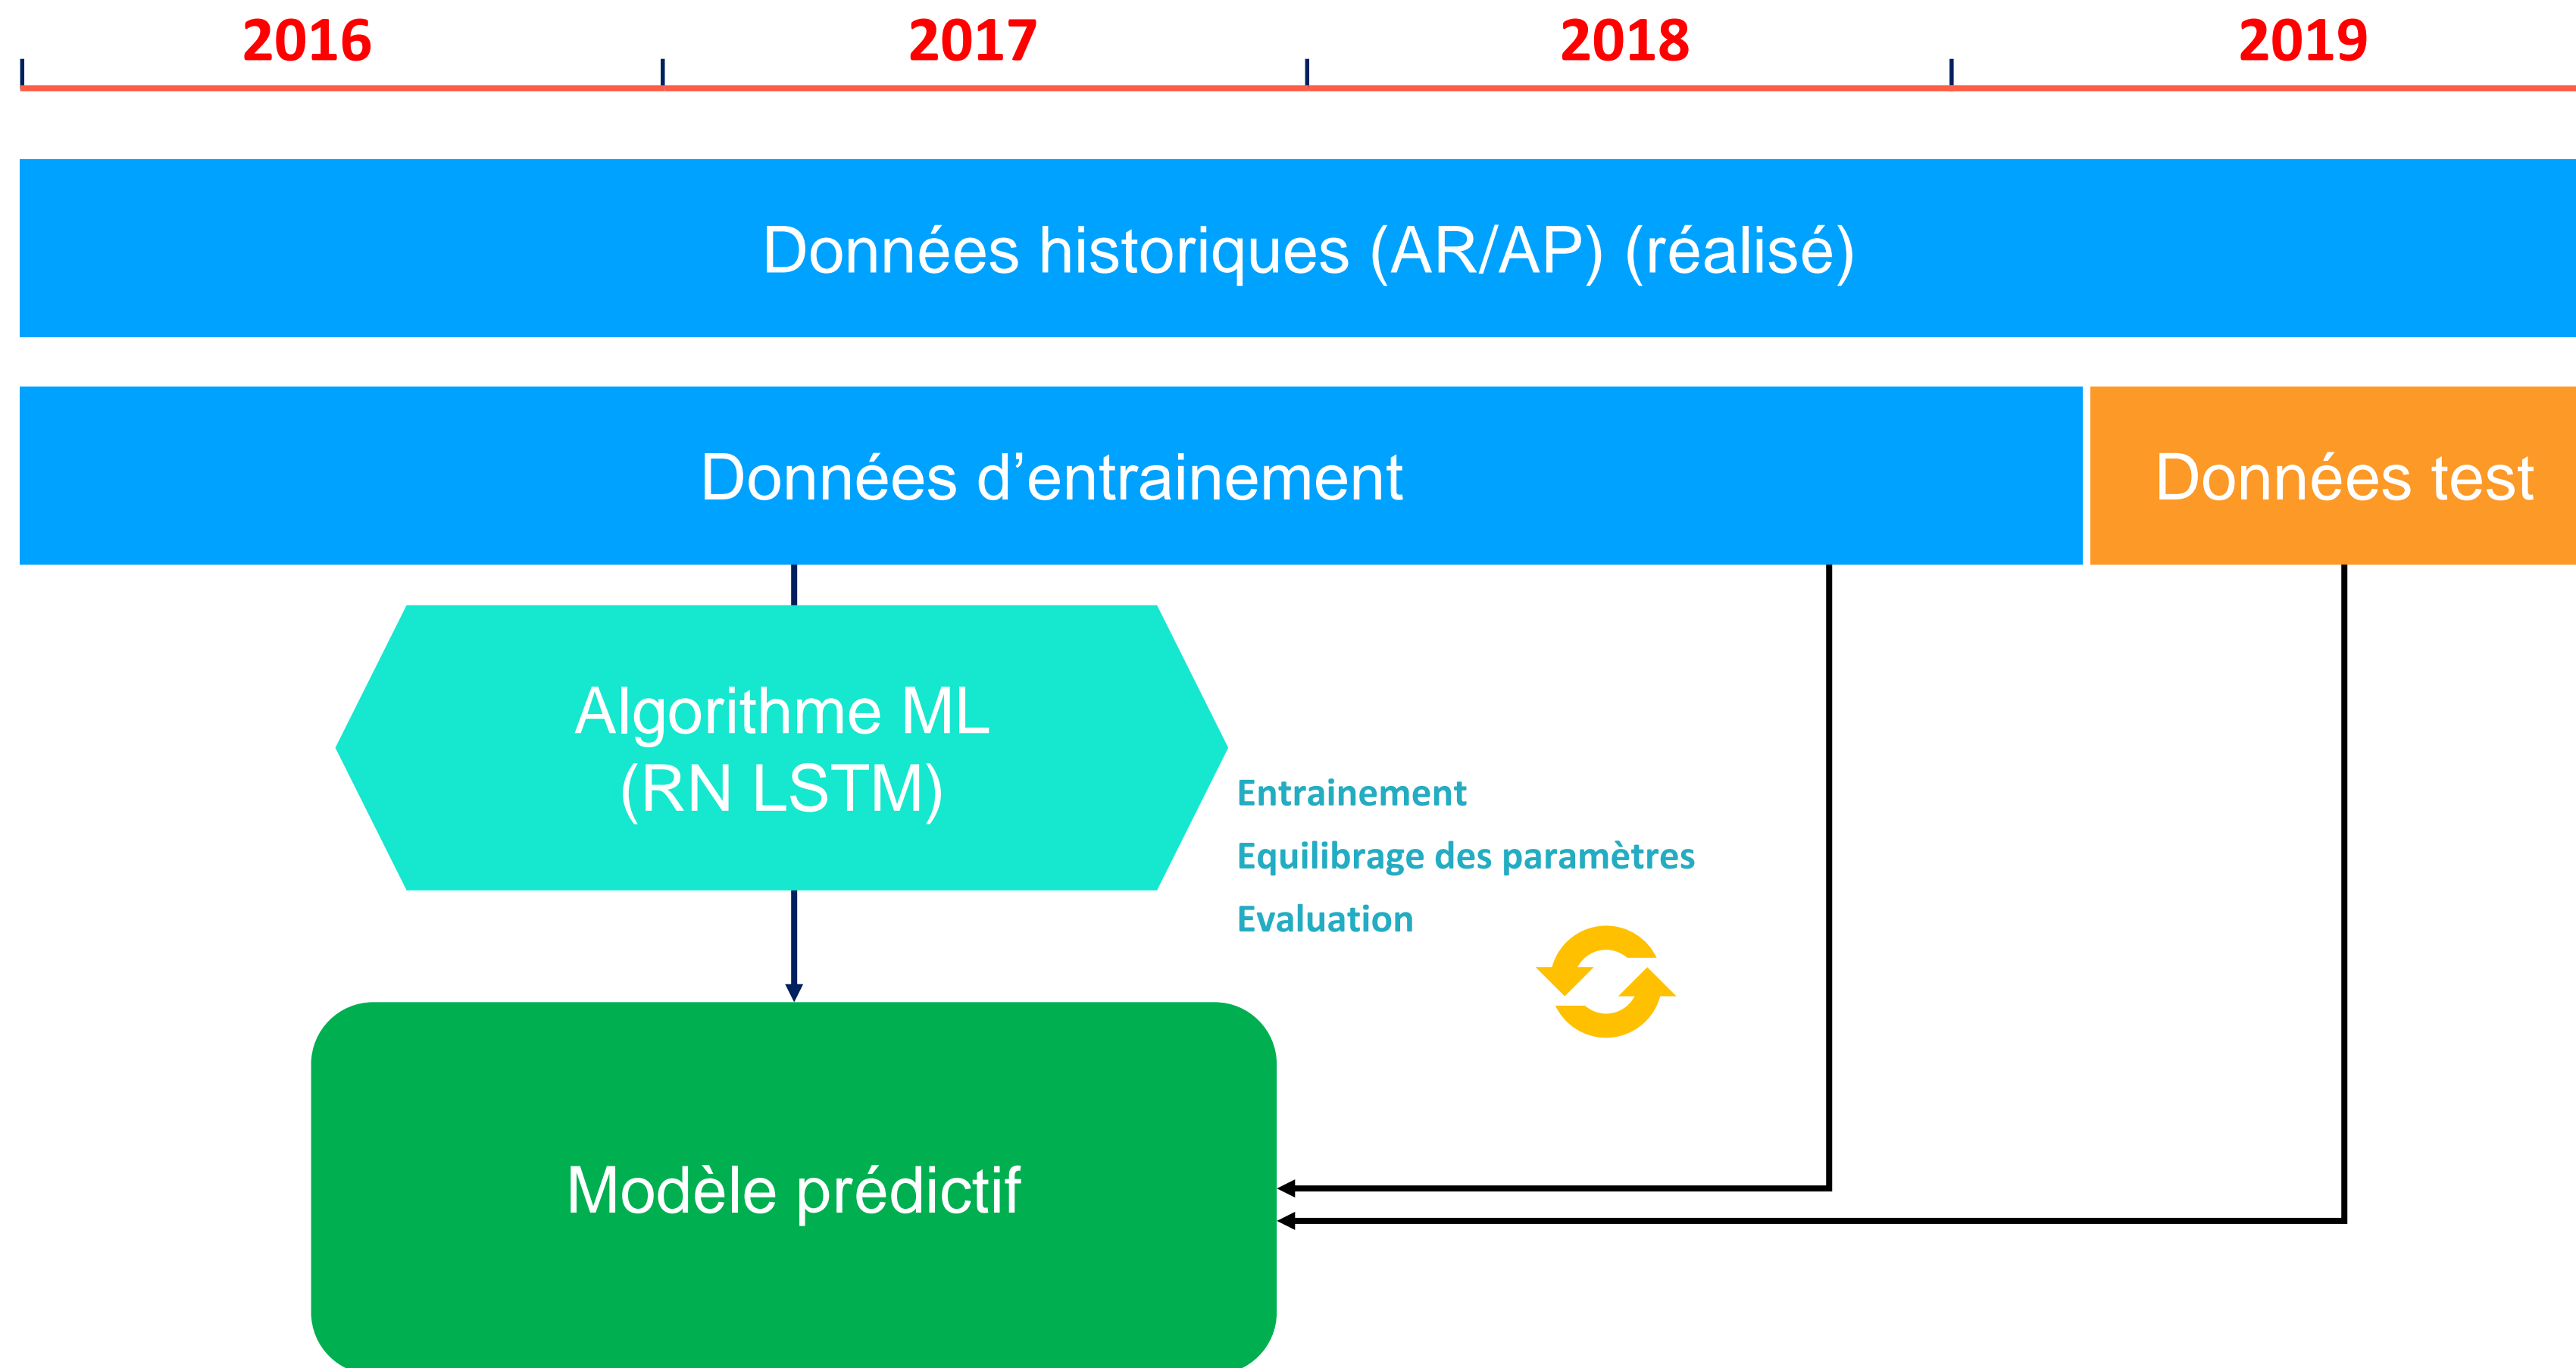 2016 2017 2018 2019
Données historiques (AR/AP) (réalisé)
Données d’entrainement
Données test
Algorithme ML
(RN LSTM)
Entrainement
Equilibrage des paramètres
Evaluation
Modèle prédictif